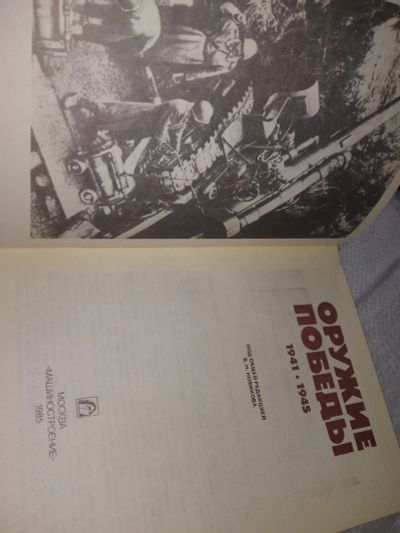 ОРУЖИЕ
ПОБЕДЫ
1941 • 1945
ПОД ОБЩЕЙ РЕДАКЦИЕЙ
В. Н. НОВИКОВА
МОСКВА
«МАШИНОСТРОЕНИЕ»
1985